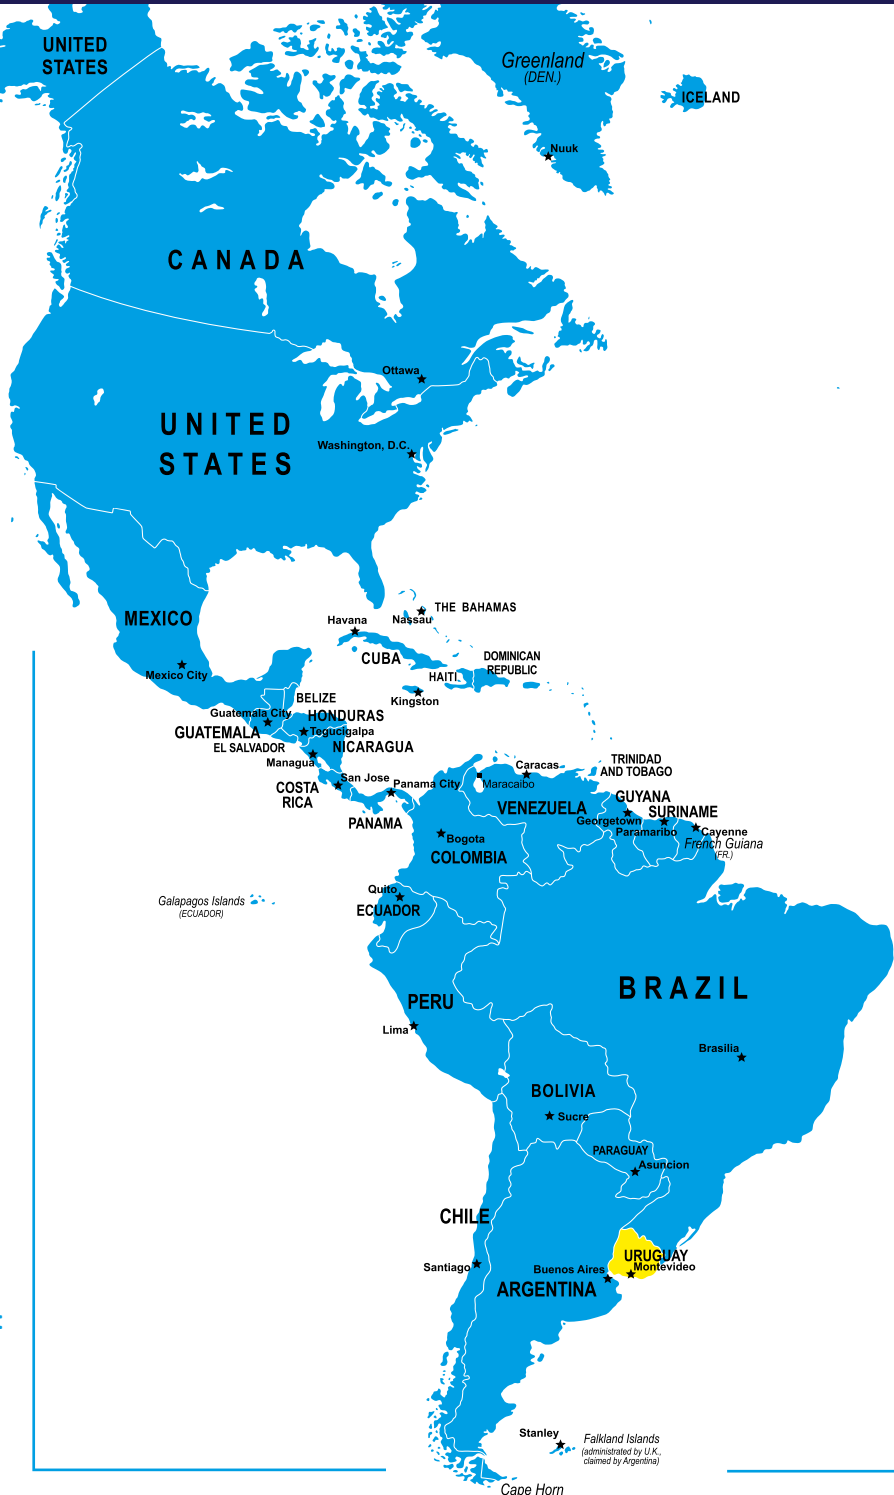 UNITED
STATES
Greenland
(DEN.)
ICELAND
Nuuk
CANADA
Ottawa
UNITED
STATES
Washington, D.C.
MEXICO
Mexico City
Havana
Nassau
THE BAHAMAS
CUBA
HAITI
DOMINICAN
REPUBLIC
Kingston
BELIZE
Guatemala City
HONDURAS
GUATEMALA
Tegucigalpa
EL SALVADOR
NICARAGUA
Managua
COSTA
RICA
San Jose
Panama City
PANAMA
Caracas
Maracaibo
TRINIDAD
AND TOBAGO
VENEZUELA
GUYANA
Georgetown
SURINAME
Paramaribo
Cayenne
French Guiana
(FR.)
Bogota
COLOMBIA
Quito
ECUADOR
Galapagos Islands
(ECUADOR)
PERU
Lima
BRAZIL
Brasilia
BOLIVIA
Sucre
PARAGUAY
Asuncion
CHILE
Santiago
URUGUAY
Montevideo
Buenos Aires
ARGENTINA
Stanley
Falkland Islands
(administrated by U.K.,
claimed by Argentina)
Cape Horn